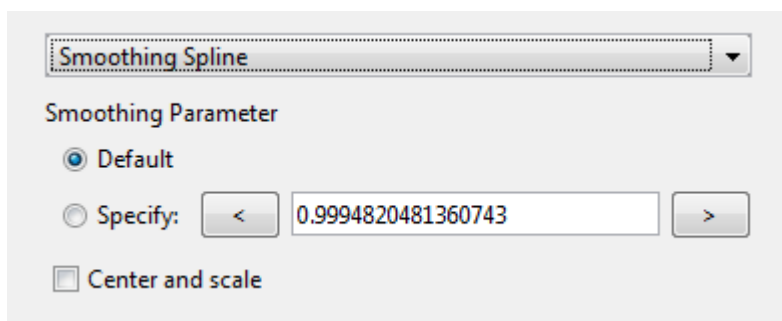 Smoothing Spline
Smoothing Parameter
Default
Specify: < 0.9994820481360743 >
Center and scale